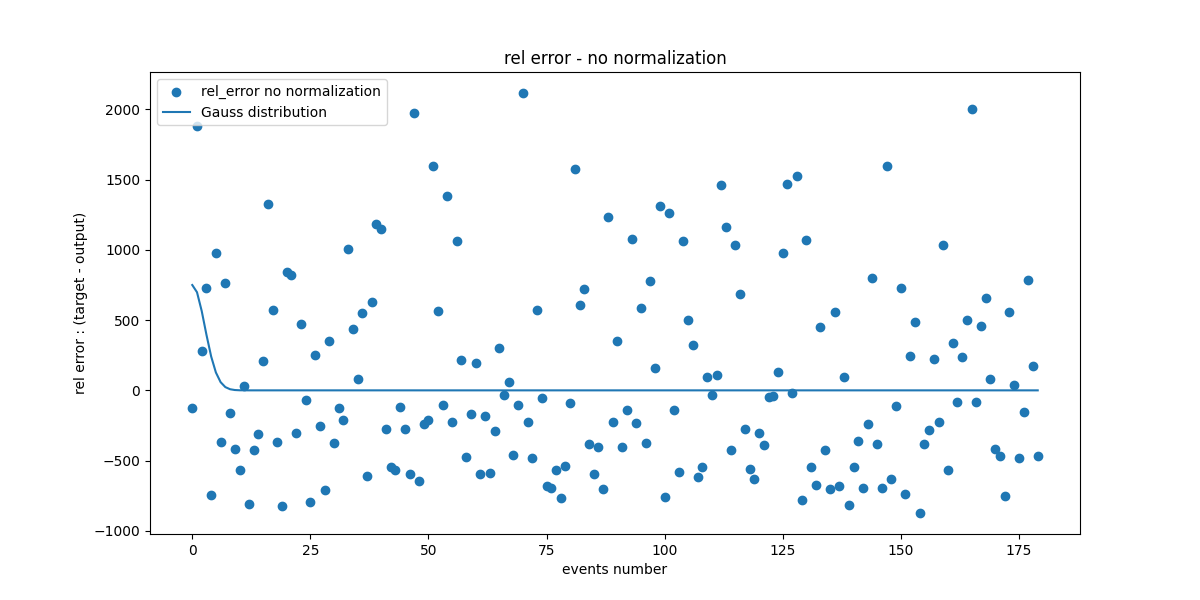 rel error - no normalization
rel_error no normalization
Gauss distribution
rel error : (target - output)
2000
1500
1000
500
0
−500
−1000
0 25 50 75 100 125 150 175
events number